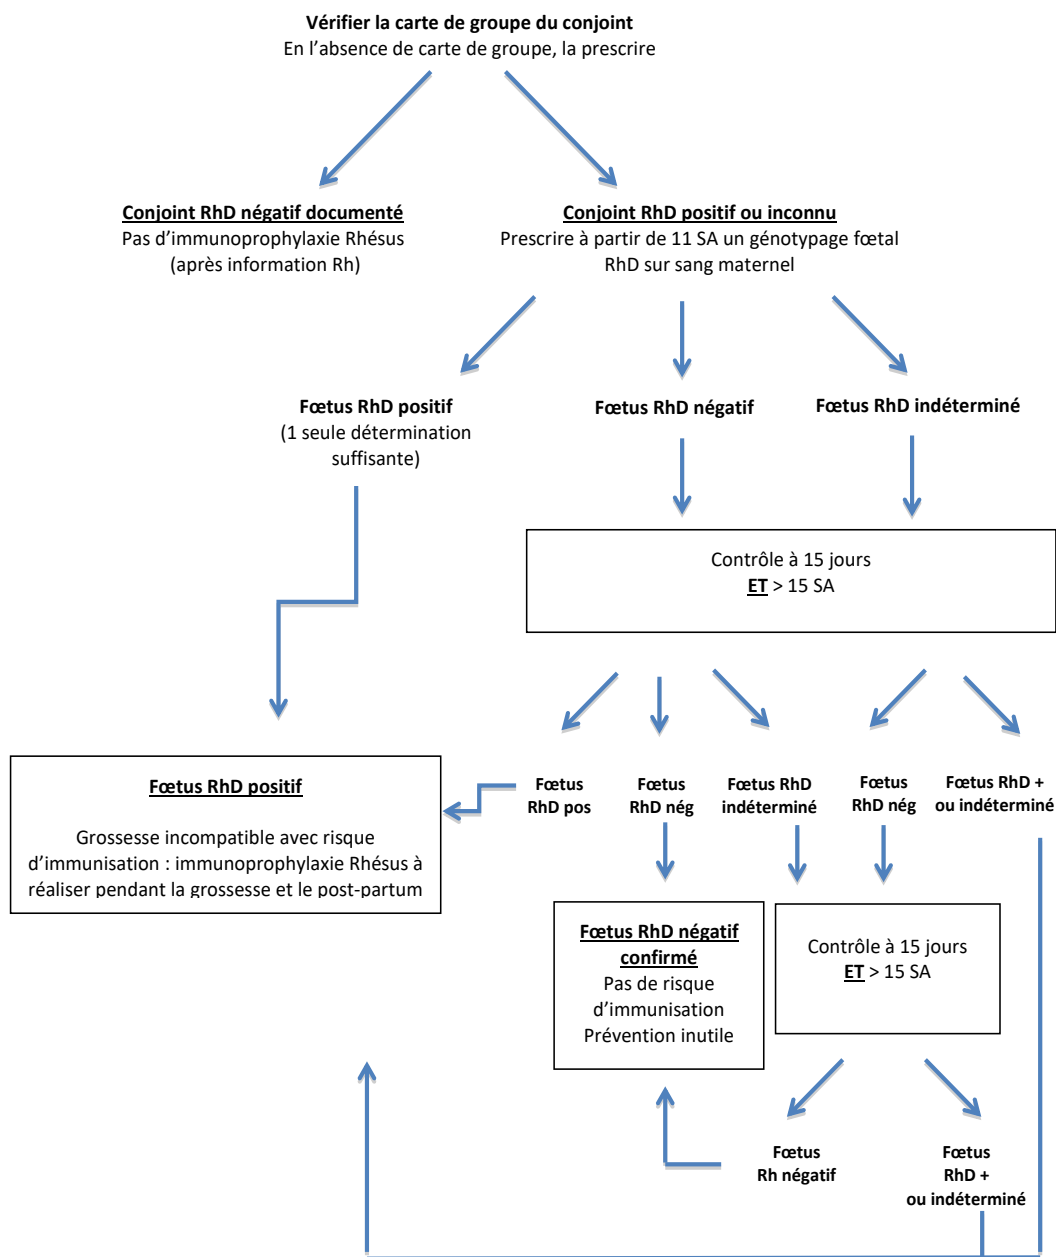 Vérifier la carte de groupe du conjoint
En l’absence de carte de groupe, la prescrire
Conjoint RhD négatif documenté
Pas d’immunoprophylaxie Rhésus
(après information Rh)
Conjoint RhD positif ou inconnu
Prescrire à partir de 11 SA un génotypage fœtal
RhD sur sang maternel
Fœtus RhD positif
(1 seule détermination
suffisante)
Fœtus RhD négatif
Fœtus RhD indéterminé
Contrôle à 15 jours
ET > 15 SA
Fœtus RhD positif
Grossesse incompatible avec risque
d’immunisation : immunoprophylaxie Rhésus à
réaliser pendant la grossesse et le post-partum
Fœtus
RhD pos
Fœtus
RhD nég
Fœtus RhD
indéterminé
Fœtus
RhD nég
Fœtus RhD +
ou indéterminé
Fœtus RhD négatif
confirmé
Pas de risque
d’immunisation
Prévention inutile
Contrôle à 15 jours
ET > 15 SA
Fœtus
Rh négatif
Fœtus
RhD +
ou indéterminé